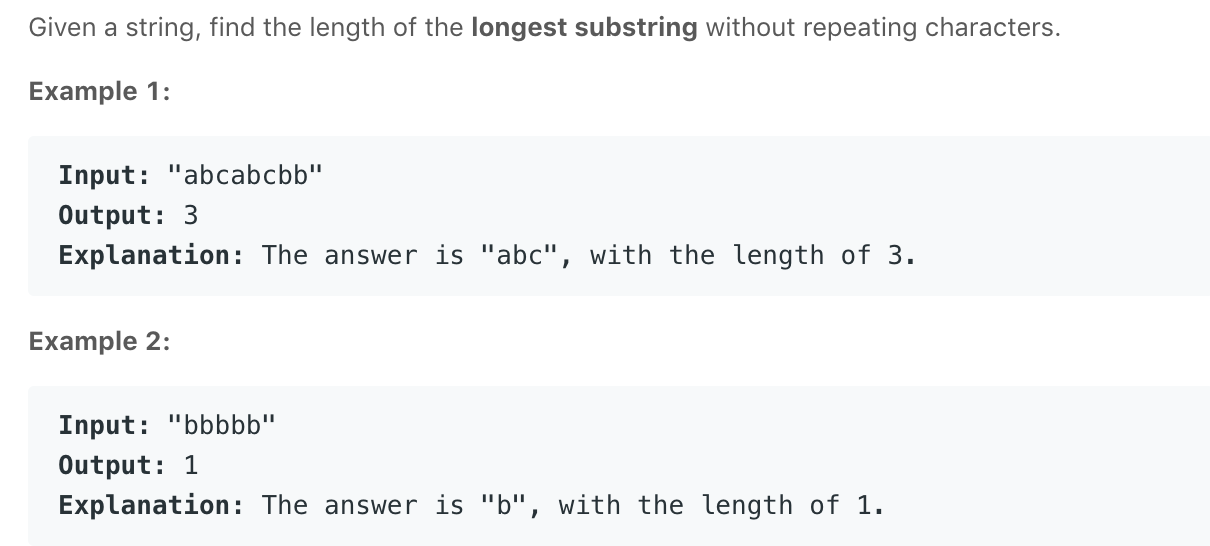 Given a string, find the length of the longest substring without repeating characters.
Example 1:
Input: "abcabcbb"
Output: 3
Explanation: The answer is "abc", with the length of 3.
Example 2:
Input: "bbbbb"
Output: 1
Explanation: The answer is "b", with the length of 1.